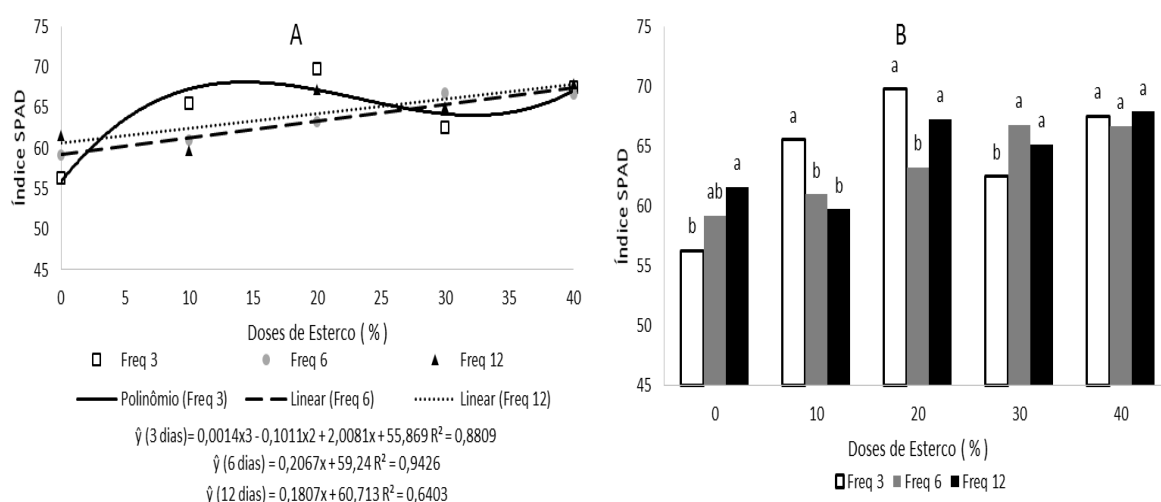 A
Índice SPAD
75
70
65
60
55
50
45
0 5 10 15 20 25 30 35 40
Doses de Esterco ( % )
Freq 3 Freq 6 Freq 12
Polinômio (Freq 3) Linear (Freq 6) Linear (Freq 12)
ŷ (3 dias)= 0,0014x3 - 0,1011x2 + 2,0081x + 55,869 R² = 0,8809
ŷ (6 dias) = 0,2067x + 59,24 R² = 0,9426
ŷ (12 dias) = 0,1807x + 60,713 R² = 0,6403
B
Índice SPAD
75
70
65
60
55
50
45
b ab a
a b b
a b a
b a a
a a a
0 10 20 30 40
Doses de Esterco ( % )
Freq 3 Freq 6 Freq 12